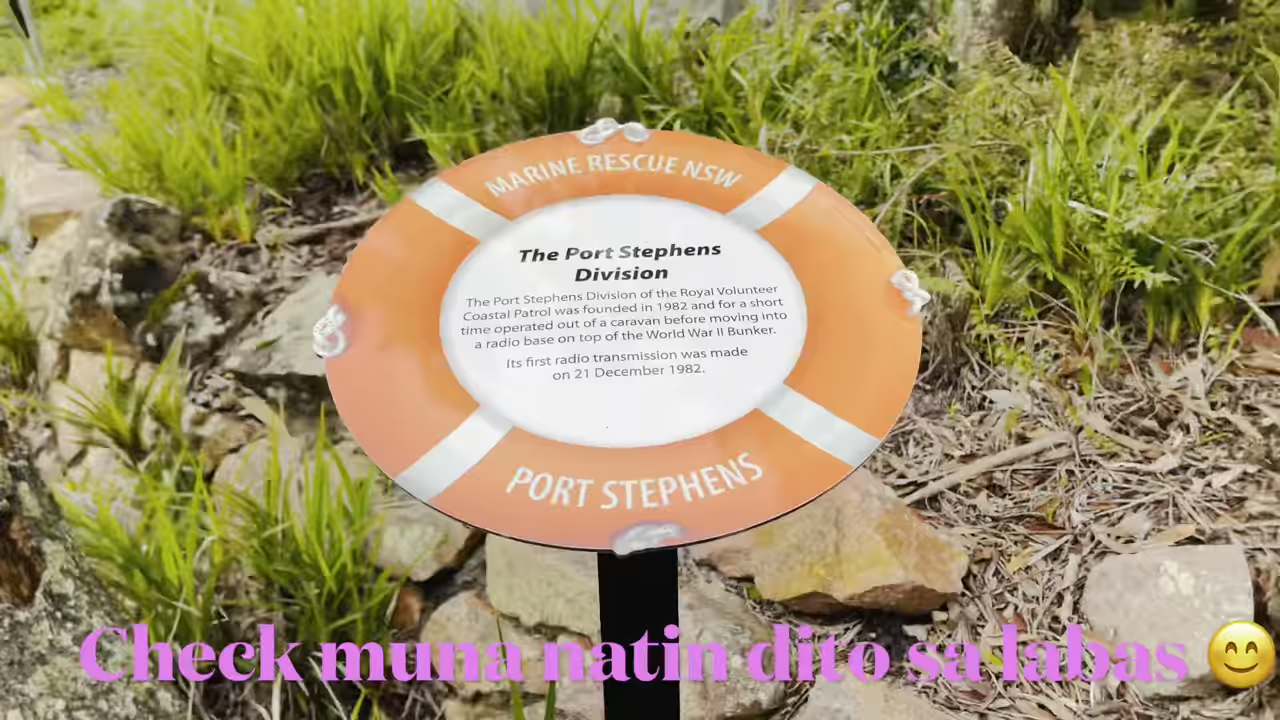 MARINE RESCUE NSW
The Port Stephens
Division
The Port Stephens Division of the Royal Volunteer
Coastal Patrol was founded in 1982 and for a short
time operated out of a caravan before moving into
a radio base on top of the World War II Bunker.
Its first radio transmission was made
on 21 December 1982.
PORT STEPHENS
Check muna natin dito sa labas 😊